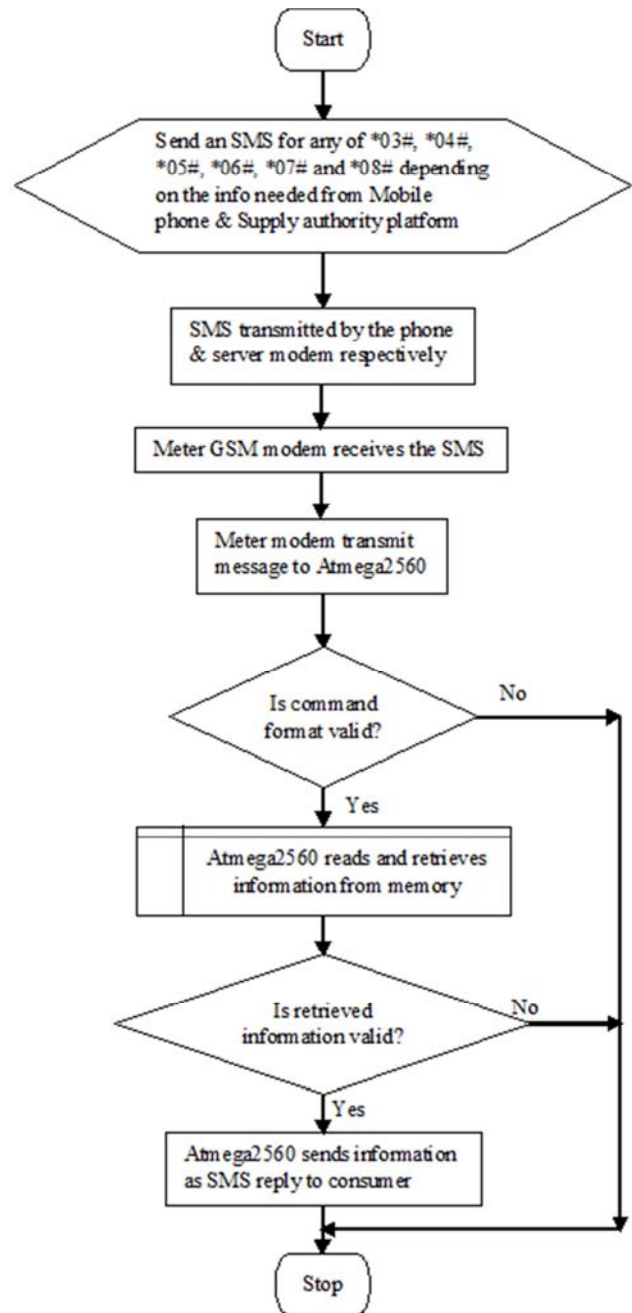 Start
Send an SMS for any of *03#, *04#,
*05#, *06#, *07# and *08# depending
on the info needed from Mobile
phone & Supply authority platform
SMS transmitted by the phone
& server modem respectively
Meter GSM modem receives the SMS
Meter modem transmit
message to Atmega2560
Is command
format valid?
No
Yes
Atmega2560 reads and retrieves
information from memory
Is retrieved
information valid?
No
Yes
Atmega2560 sends information
as SMS reply to consumer
Stop